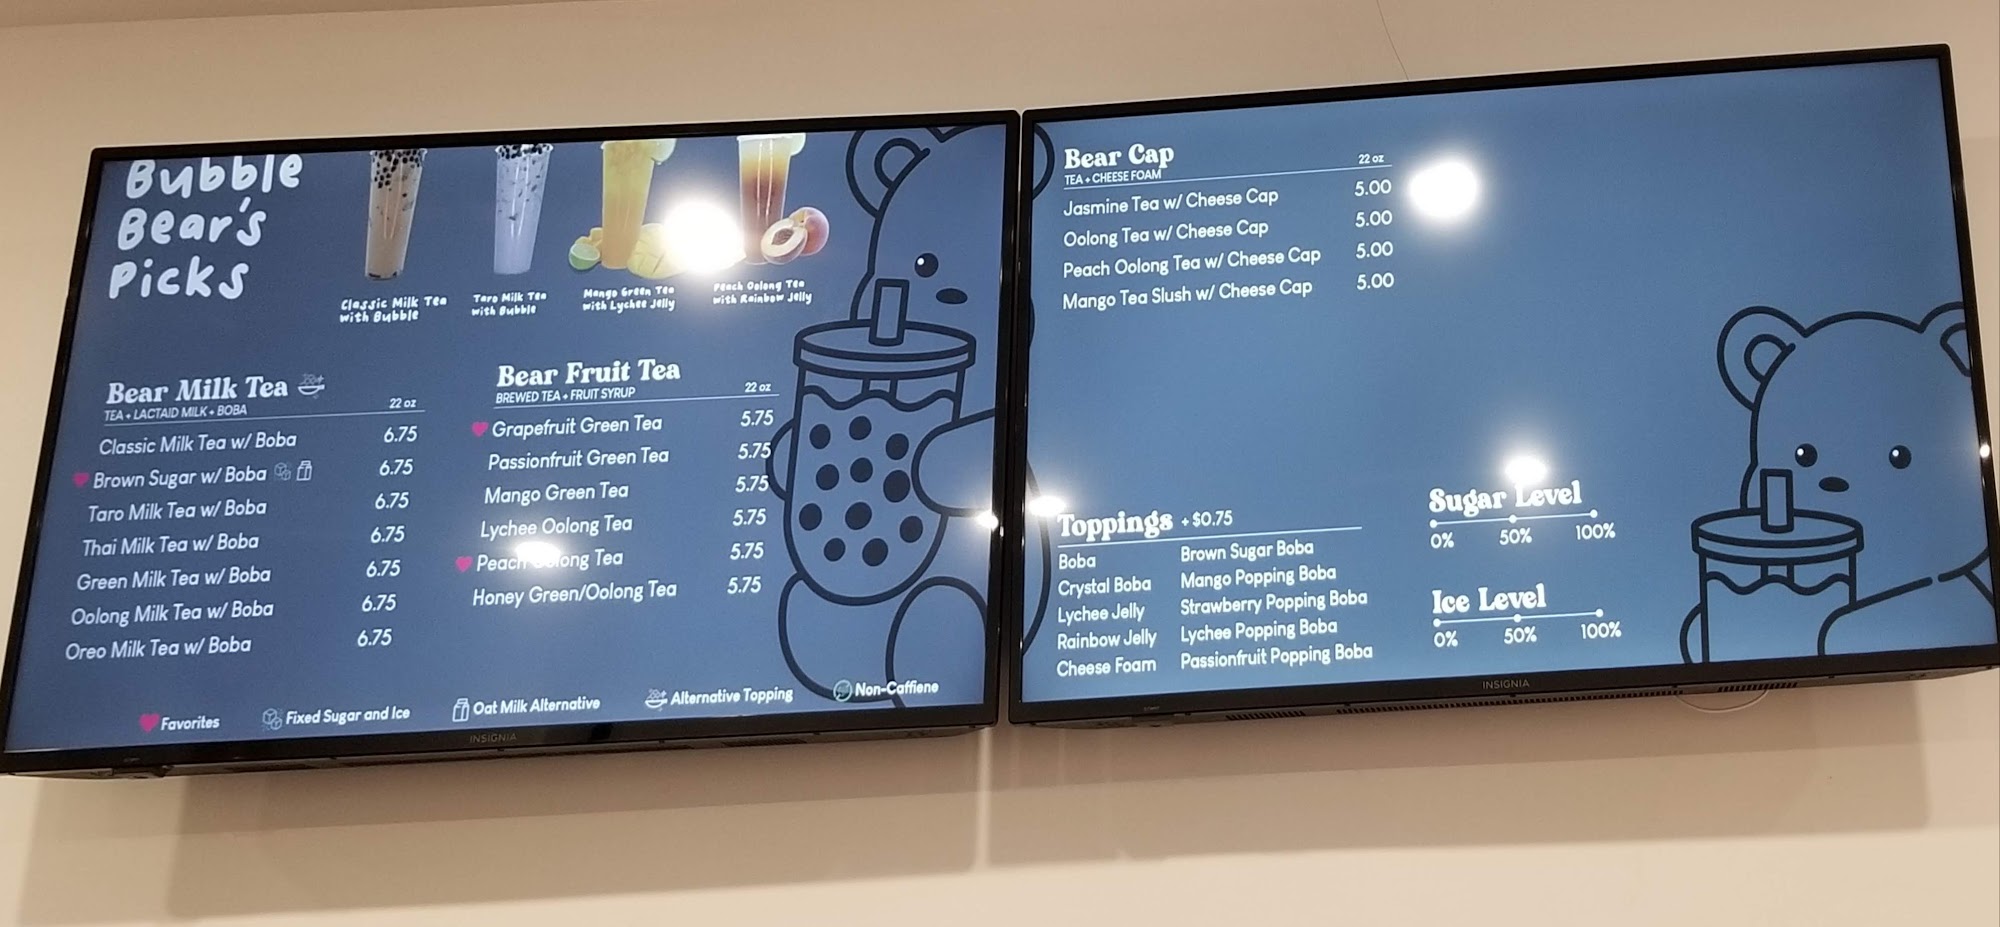 Bubble
Bear's
Picks
Classic Milk Tea
with Bubble
Taro Milk Tea
with Bubble
Mango Green Tea
with Lychee Jelly
Peach Oolong Tea
with Rainbow Jelly
Bear Milk Tea
TEA + LACTAID MILK + BOBA 22 oz
Classic Milk Tea w/ Boba 6.75
Brown Sugar w/ Boba 6.75
Taro Milk Tea w/ Boba 6.75
Thai Milk Tea w/ Boba 6.75
Green Milk Tea w/ Boba 6.75
Oolong Milk Tea w/ Boba 6.75
Oreo Milk Tea w/ Boba 6.75
Bear Fruit Tea
BREWED TEA + FRUIT SYRUP 22 oz
Grapefruit Green Tea 5.75
Passionfruit Green Tea 5.75
Mango Green Tea 5.75
Lychee Oolong Tea 5.75
Peach Oolong Tea 5.75
Honey Green/Oolong Tea 5.75
Favorites
Fixed Sugar and Ice
Oat Milk Alternative
Alternative Topping
Non-Caffiene
INSIGNIA
Bear Cap 22 oz
TEA + CHEESE FOAM
Jasmine Tea w/ Cheese Cap 5.00
Oolong Tea w/ Cheese Cap 5.00
Peach Oolong Tea w/ Cheese Cap 5.00
Mango Tea Slush w/ Cheese Cap 5.00
Toppings + $0.75
Boba
Crystal Boba
Lychee Jelly
Rainbow Jelly
Cheese Foam
Brown Sugar Boba
Mango Popping Boba
Strawberry Popping Boba
Lychee Popping Boba
Passionfruit Popping Boba
Sugar Level
0% 50% 100%
Ice Level
0% 50% 100%
INSIGNIA